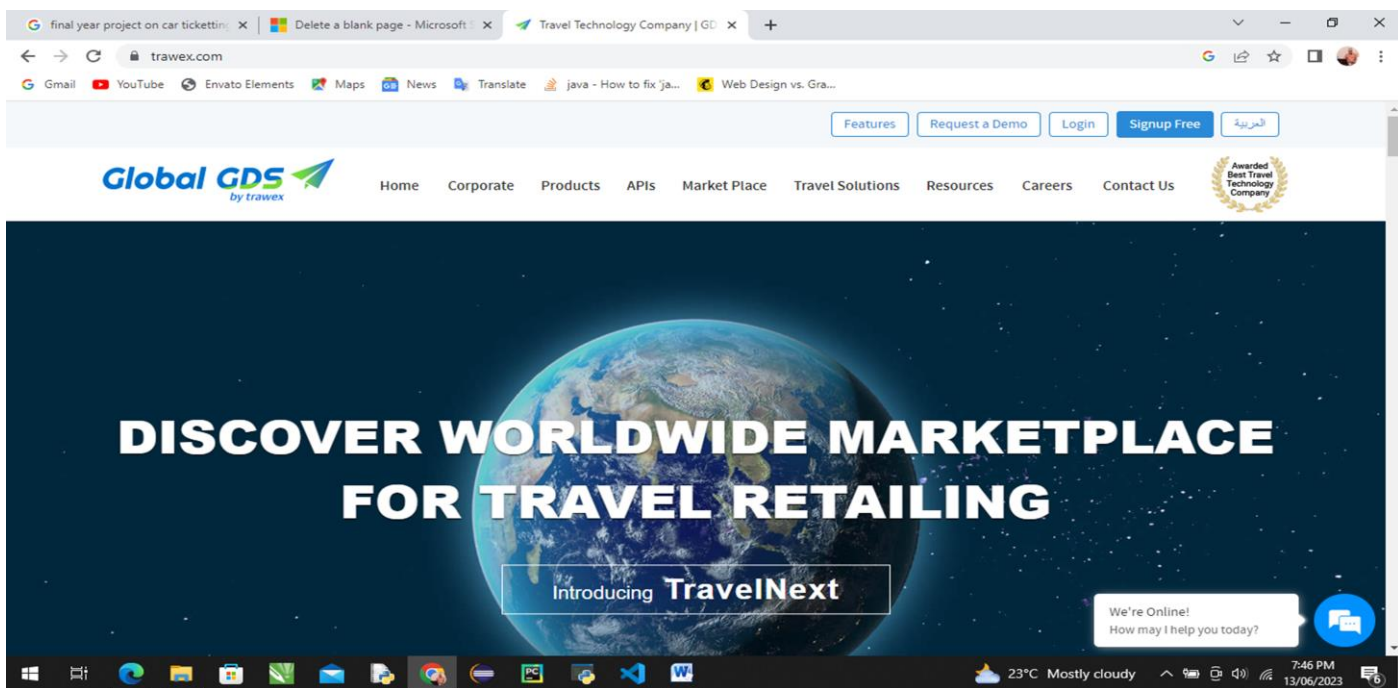 final year project on car ticketting
Delete a blank page - Microsoft S
Travel Technology Company | GD
trawex.com
Gmail YouTube Envato Elements Maps News Translate java - How to fix 'ja... Web Design vs. Gra...
Features Request a Demo Login Signup Free العربية
Global GDS
by trawex
Home Corporate Products APIs Market Place Travel Solutions Resources Careers Contact Us
Awarded
Best Travel
Technology
Company
DISCOVER WORLDWIDE MARKETPLACE
FOR TRAVEL RETAILING
Introducing TravelNext
We're Online!
How may I help you today?
23°C Mostly cloudy
7:46 PM
13/06/2023
6